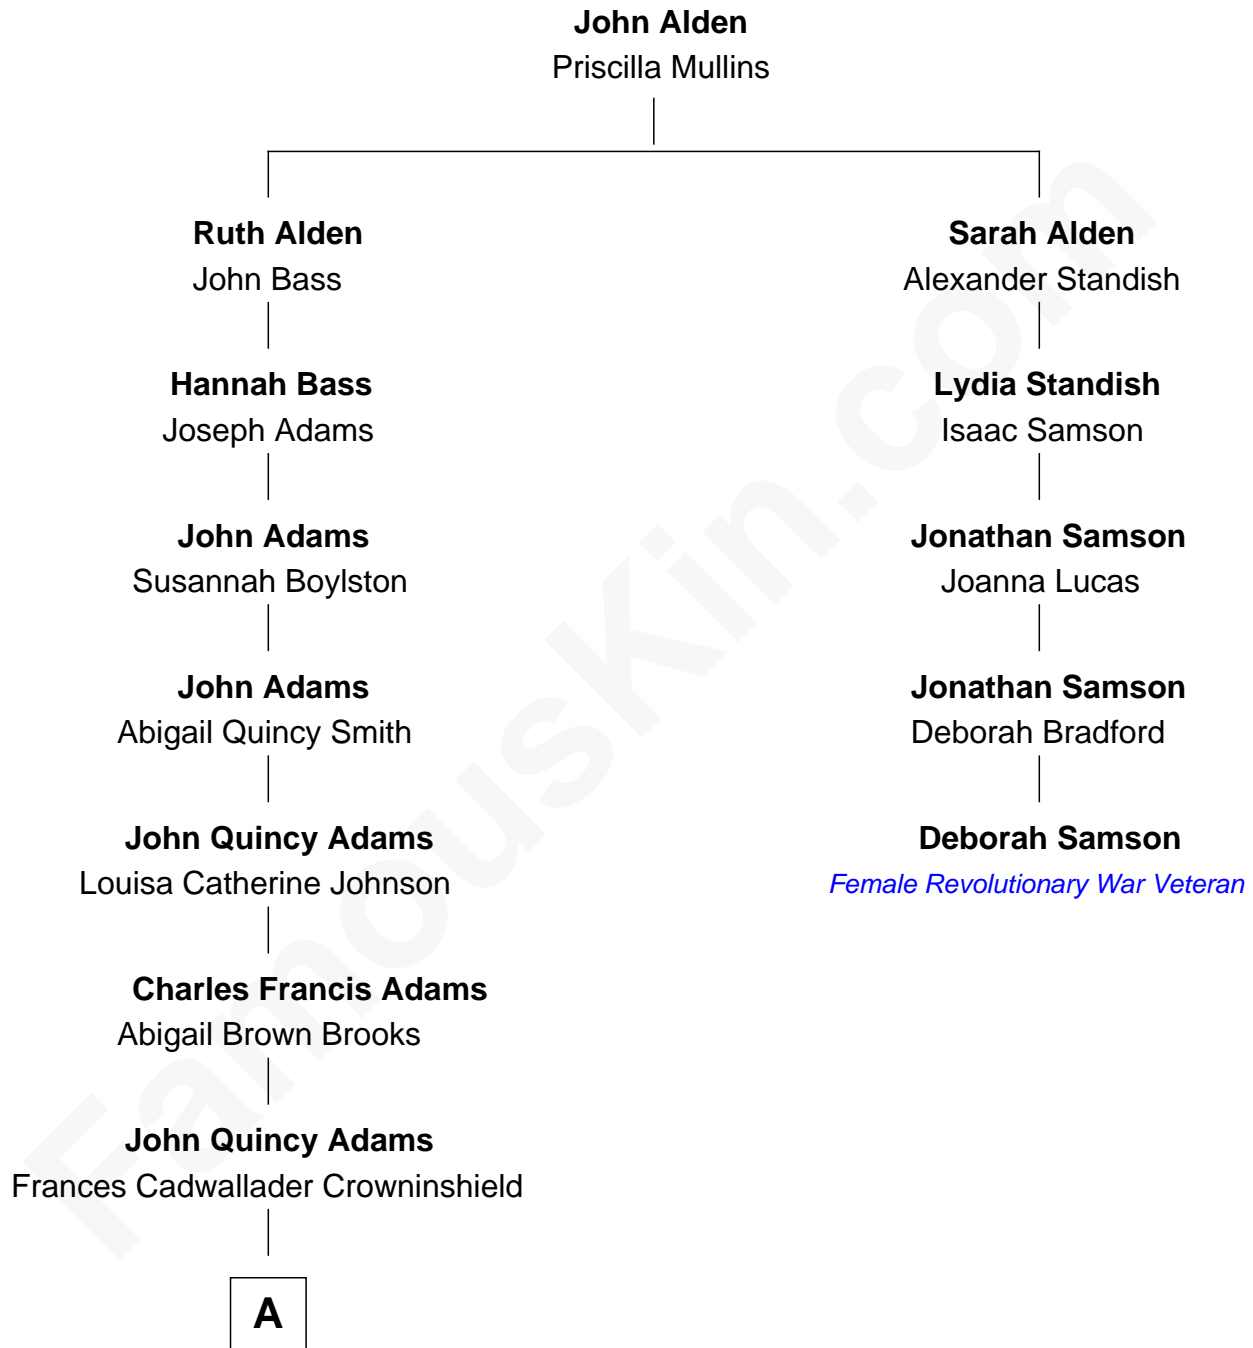 John Alden
Priscilla Mullins
Ruth Alden
John Bass
Sarah Alden
Alexander Standish
Hannah Bass
Joseph Adams
Lydia Standish
Isaac Samson
John Adams
Susannah Boylston
Jonathan Samson
Joanna Lucas
John Adams
Abigail Quincy Smith
Jonathan Samson
Deborah Bradford
John Quincy Adams
Louisa Catherine Johnson
Deborah Samson
Female Revolutionary War Veteran
Charles Francis Adams
Abigail Brown Brooks
John Quincy Adams
Frances Cadwallader Crowninshield
A
FamousKin.com